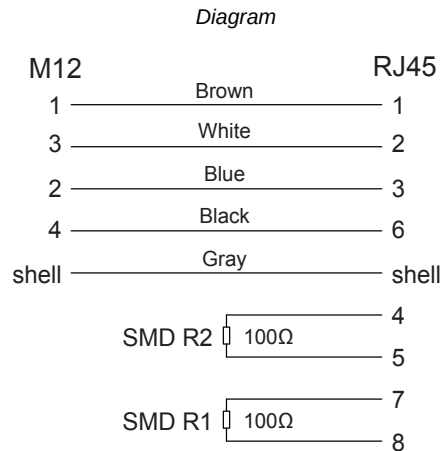 Diagram
M12 RJ45
1 Brown 1
3 White 2
2 Blue 3
4 Black 6
shell Gray shell
4
SMD R2 100Ω
5
7
SMD R1 100Ω
8